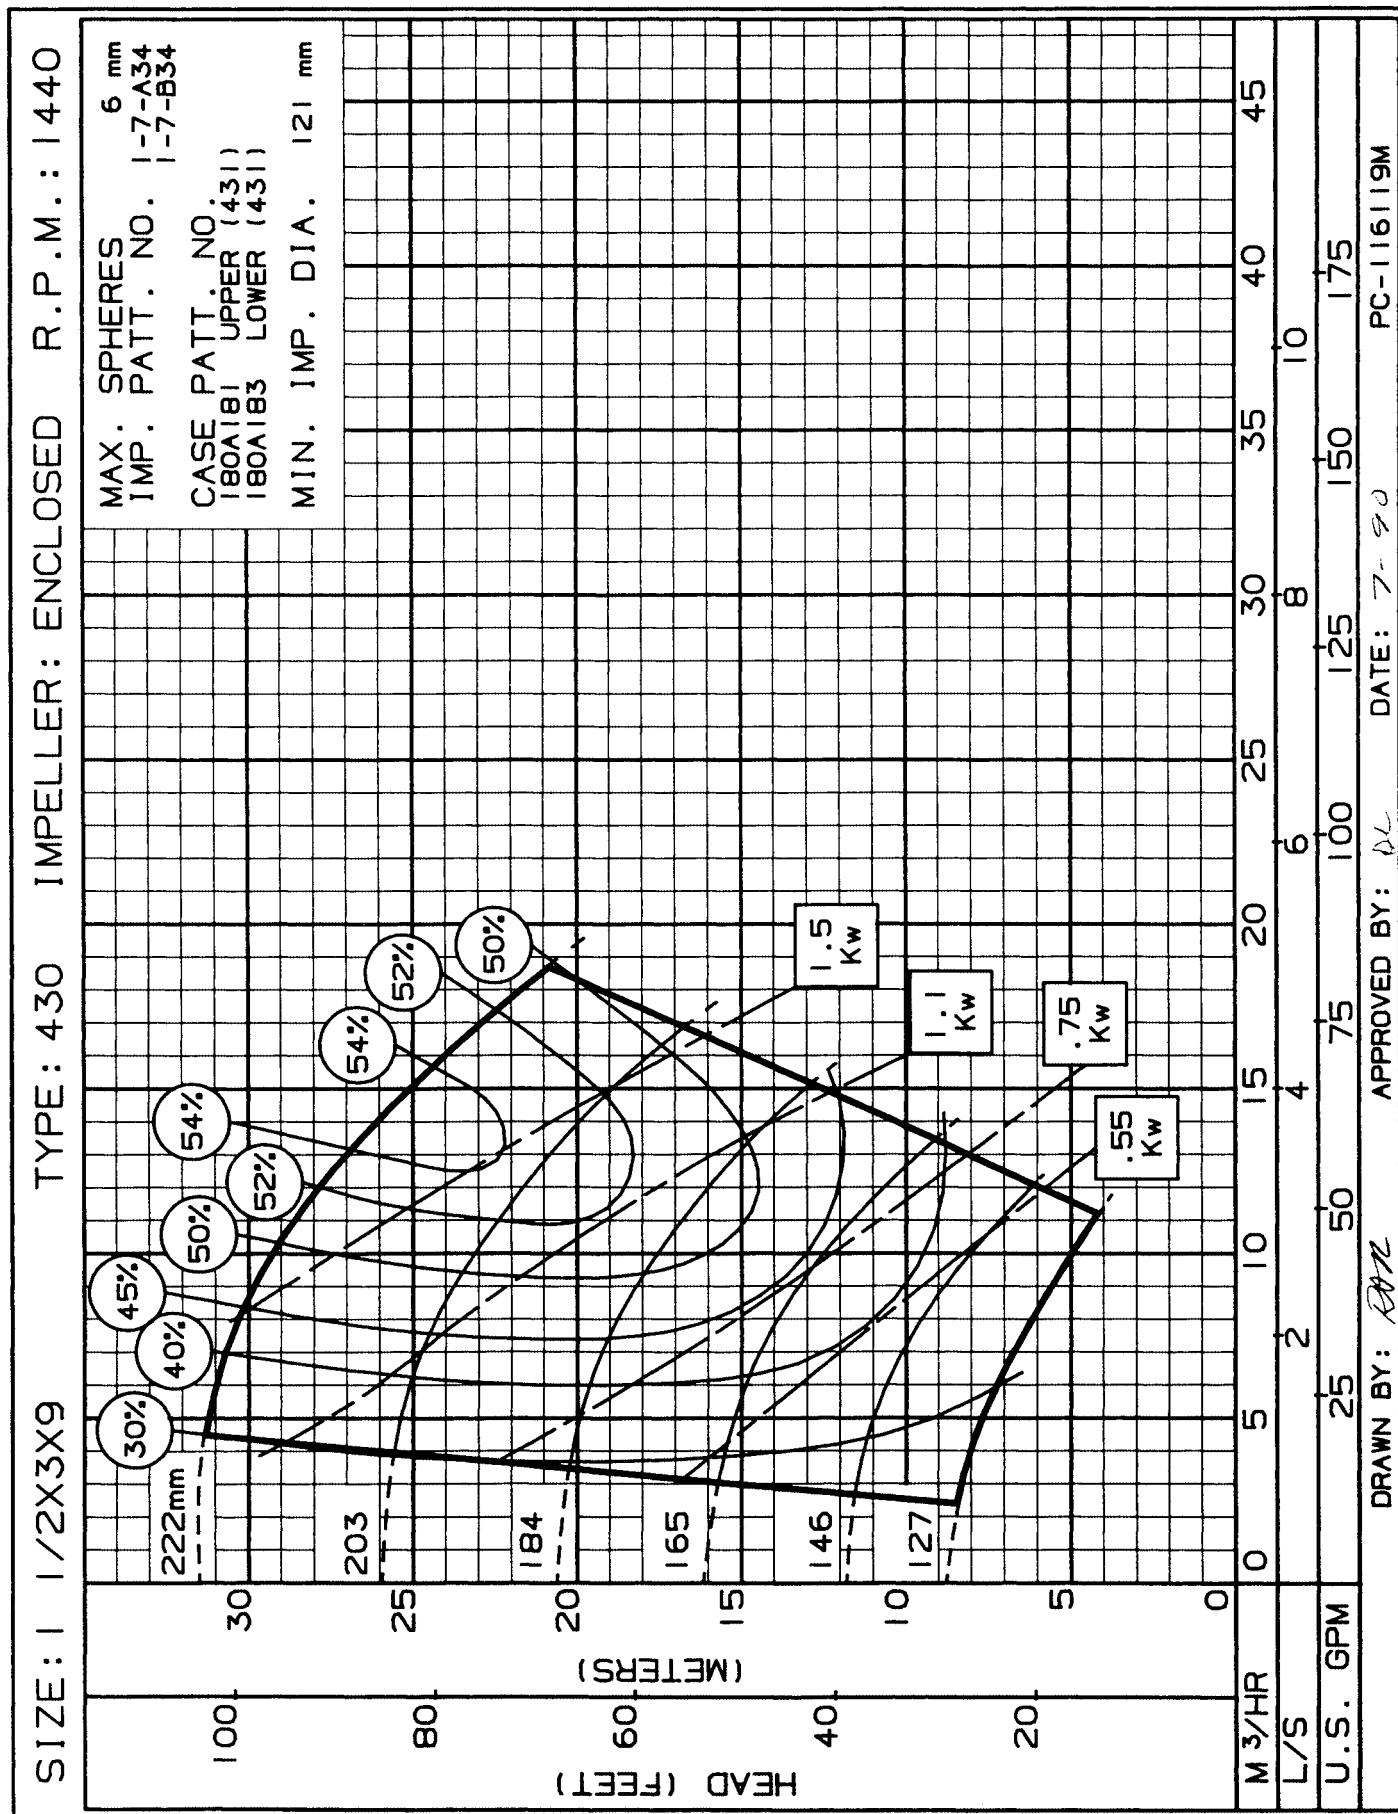 SIZE: 1 1/2X3X9 TYPE: 430 IMPELLER: ENCLOSED R.P.M.: 1440
MAX. SPHERES 6 mm
IMP. PATT. NO. 1-7-A34
1-7-B34
CASE PATT. NO.
180A181 UPPER (431)
180A183 LOWER (431)
MIN. IMP. DIA. 121 mm
HEAD (FEET)
100
80
60
40
20
(METERS)
30
25
20
15
10
5
0
222mm
203
184
165
146
127
30%
40%
45%
50%
52%
54%
54%
52%
50%
1.5
Kw
1.1
Kw
.75
Kw
.55
Kw
M³/HR 0 5 10 15 20 25 30 35 40 45
L/S 2 4 6 8 10
U.S. GPM 25 50 75 100 125 150 175
DRAWN BY: APPROVED BY: DATE: 7-90 PC-116119M